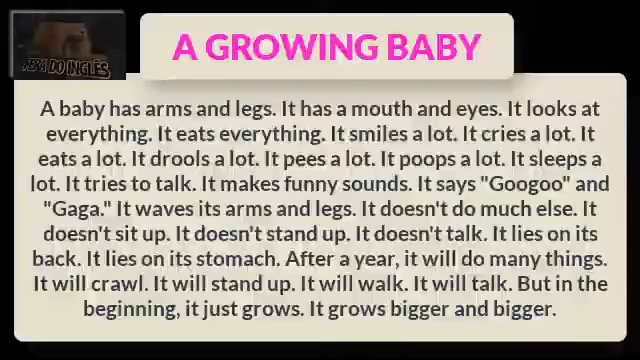 A GROWING BABY
DO INGLÊS
A baby has arms and legs. It has a mouth and eyes. It looks at
everything. It eats everything. It smiles a lot. It cries a lot. It
eats a lot. It drools a lot. It pees a lot. It poops a lot. It sleeps a
lot. It tries to talk. It makes funny sounds. It says "Googoo" and
"Gaga." It waves its arms and legs. It doesn't do much else. It
doesn't sit up. It doesn't stand up. It doesn't talk. It lies on its
back. It lies on its stomach. After a year, it will do many things.
It will crawl. It will stand up. It will walk. It will talk. But in the
beginning, it just grows. It grows bigger and bigger.